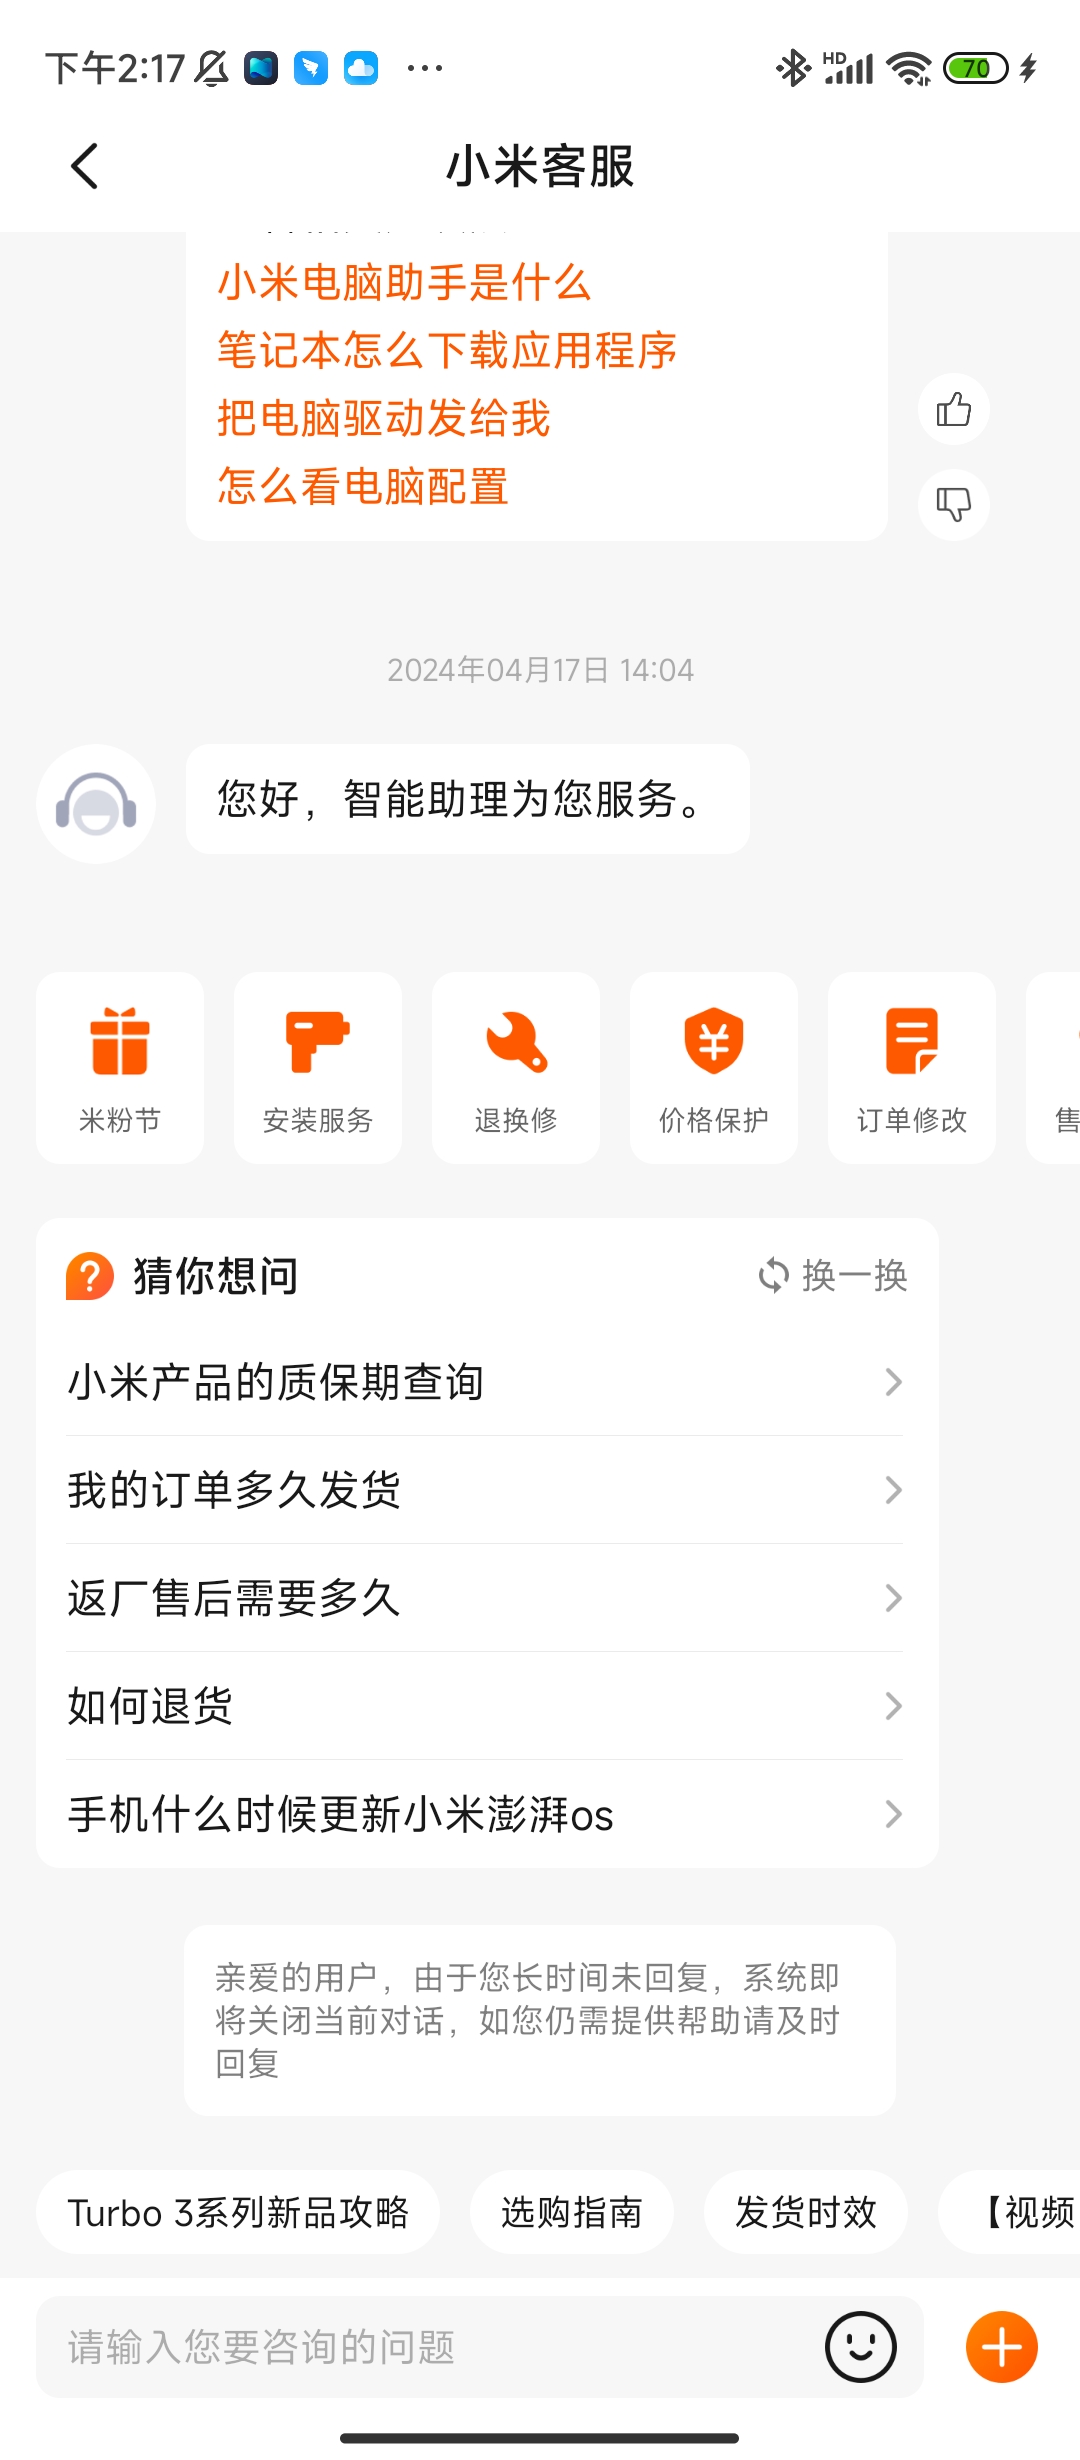 下午2:17
HD
70
小米客服
小米电脑助手是什么
笔记本怎么下载应用程序
把电脑驱动发给我
怎么看电脑配置
2024年04月17日 14:04
您好，智能助理为您服务。
米粉节
安装服务
退换修
价格保护
订单修改
售
猜你想问
换一换
小米产品的质保期查询
我的订单多久发货
返厂售后需要多久
如何退货
手机什么时候更新小米澎湃os
亲爱的用户，由于您长时间未回复，系统即
将关闭当前对话，如您仍需提供帮助请及时
回复
Turbo 3系列新品攻略
选购指南
发货时效
【视频
请输入您要咨询的问题